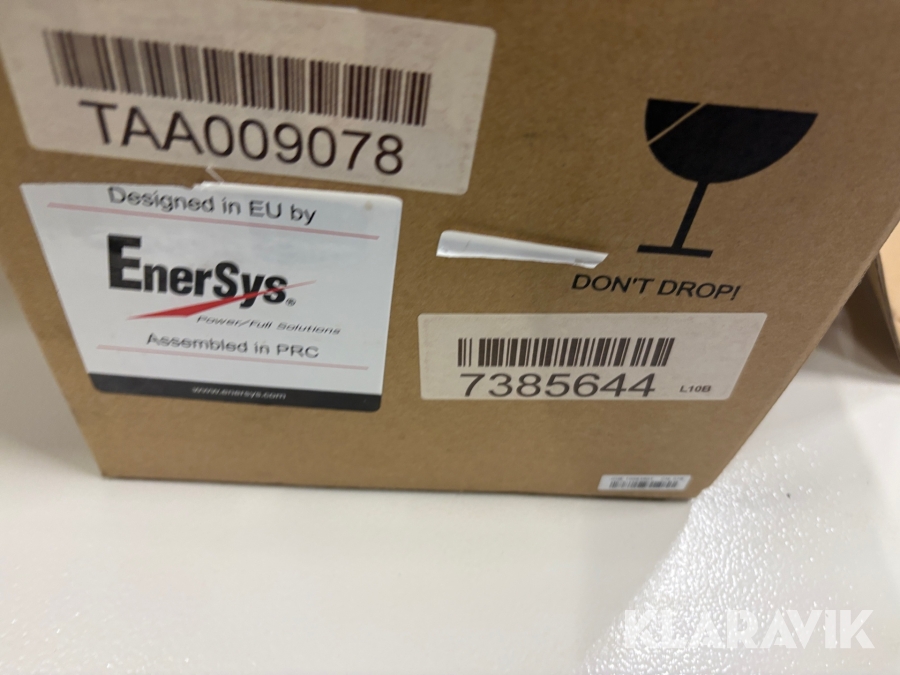 TAA009078
Designed in EU by
EnerSys®
Power/Full Solutions
Assembled in PRC
www.enersys.com
DON'T DROP!
7385644 L10B
KLARAVIK